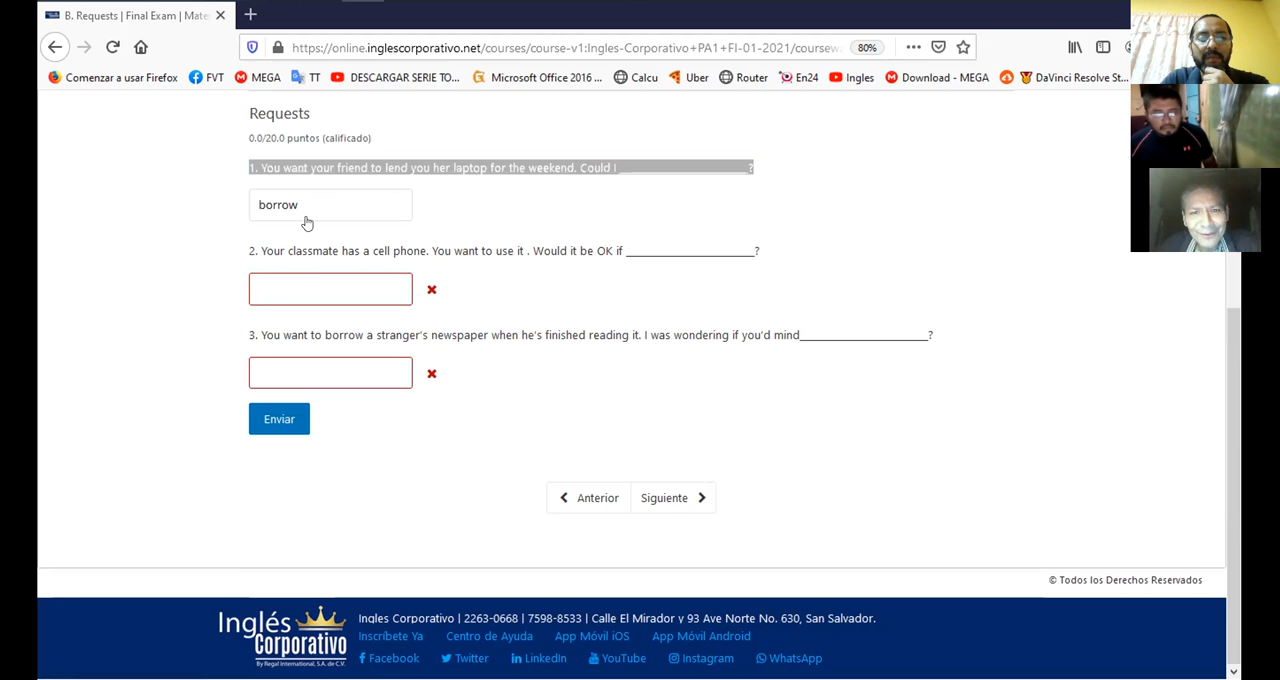 B. Requests | Final Exam | Mate
https://online.inglescorporativo.net/courses/course-v1:Ingles-Corporativo+PA1+FI-01-2021/coursew
80%
Comenzar a usar Firefox
FVT
MEGA
TT
DESCARGAR SERIE TO...
Microsoft Office 2016 ...
Calcu
Uber
Router
En24
Ingles
Download - MEGA
DaVinci Resolve St...
Requests
0.0/20.0 puntos (calificado)
1. You want your friend to lend you her laptop for the weekend. Could I ____________________?
borrow
2. Your classmate has a cell phone. You want to use it . Would it be OK if ____________________?
3. You want to borrow a stranger's newspaper when he's finished reading it. I was wondering if you'd mind____________________?
Enviar
Anterior
Siguiente
© Todos los Derechos Reservados
Inglés
Corporativo
By Regal International, S.A. de C.V.
Ingles Corporativo | 2263-0668 | 7598-8533 | Calle El Mirador y 93 Ave Norte No. 630, San Salvador.
Inscríbete Ya
Centro de Ayuda
App Móvil iOS
App Móvil Android
Facebook
Twitter
LinkedIn
YouTube
Instagram
WhatsApp